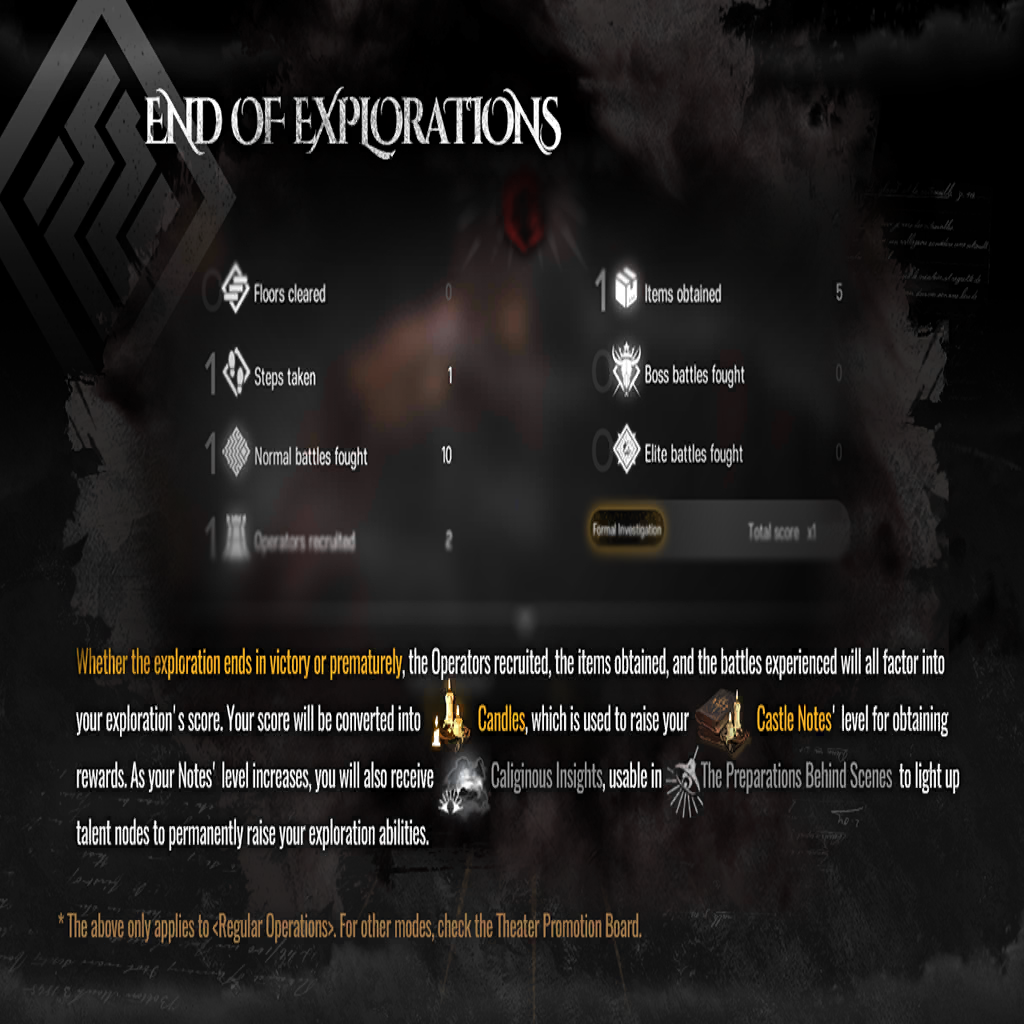 END OF EXPLORATIONS
0 Floors cleared 0
1 Items obtained 5
1 Steps taken 1
0 Boss battles fought 0
1 Normal battles fought 10
0 Elite battles fought 0
1 Operators recruited 2
Formal Investigation Total score x1
Whether the exploration ends in victory or prematurely, the Operators recruited, the items obtained, and the battles experienced will all factor into
your exploration's score. Your score will be converted into Candles, which is used to raise your Castle Notes' level for obtaining
rewards. As your Notes' level increases, you will also receive Caliginous Insights, usable in The Preparations Behind Scenes to light up
talent nodes to permanently raise your exploration abilities.
* The above only applies to <Regular Operations>. For other modes, check the Theater Promotion Board.